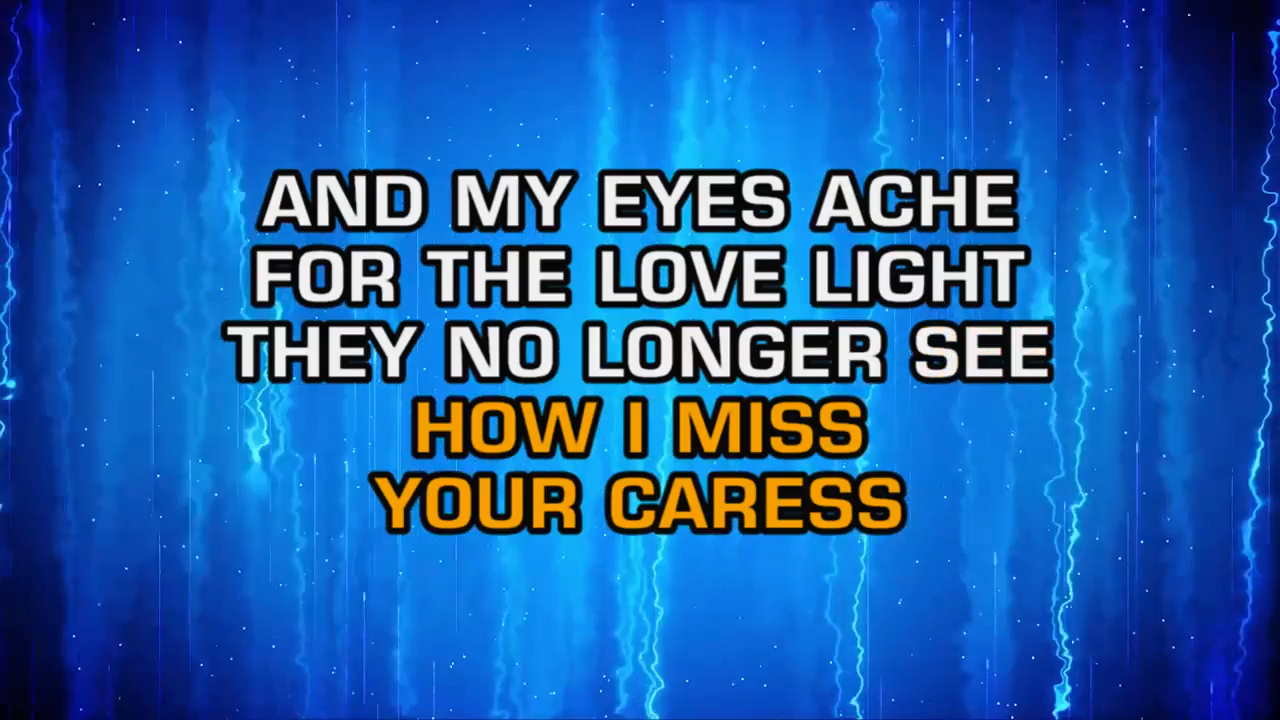 AND MY EYES ACHE
FOR THE LOVE LIGHT
THEY NO LONGER SEE
HOW I MISS
YOUR CARESS